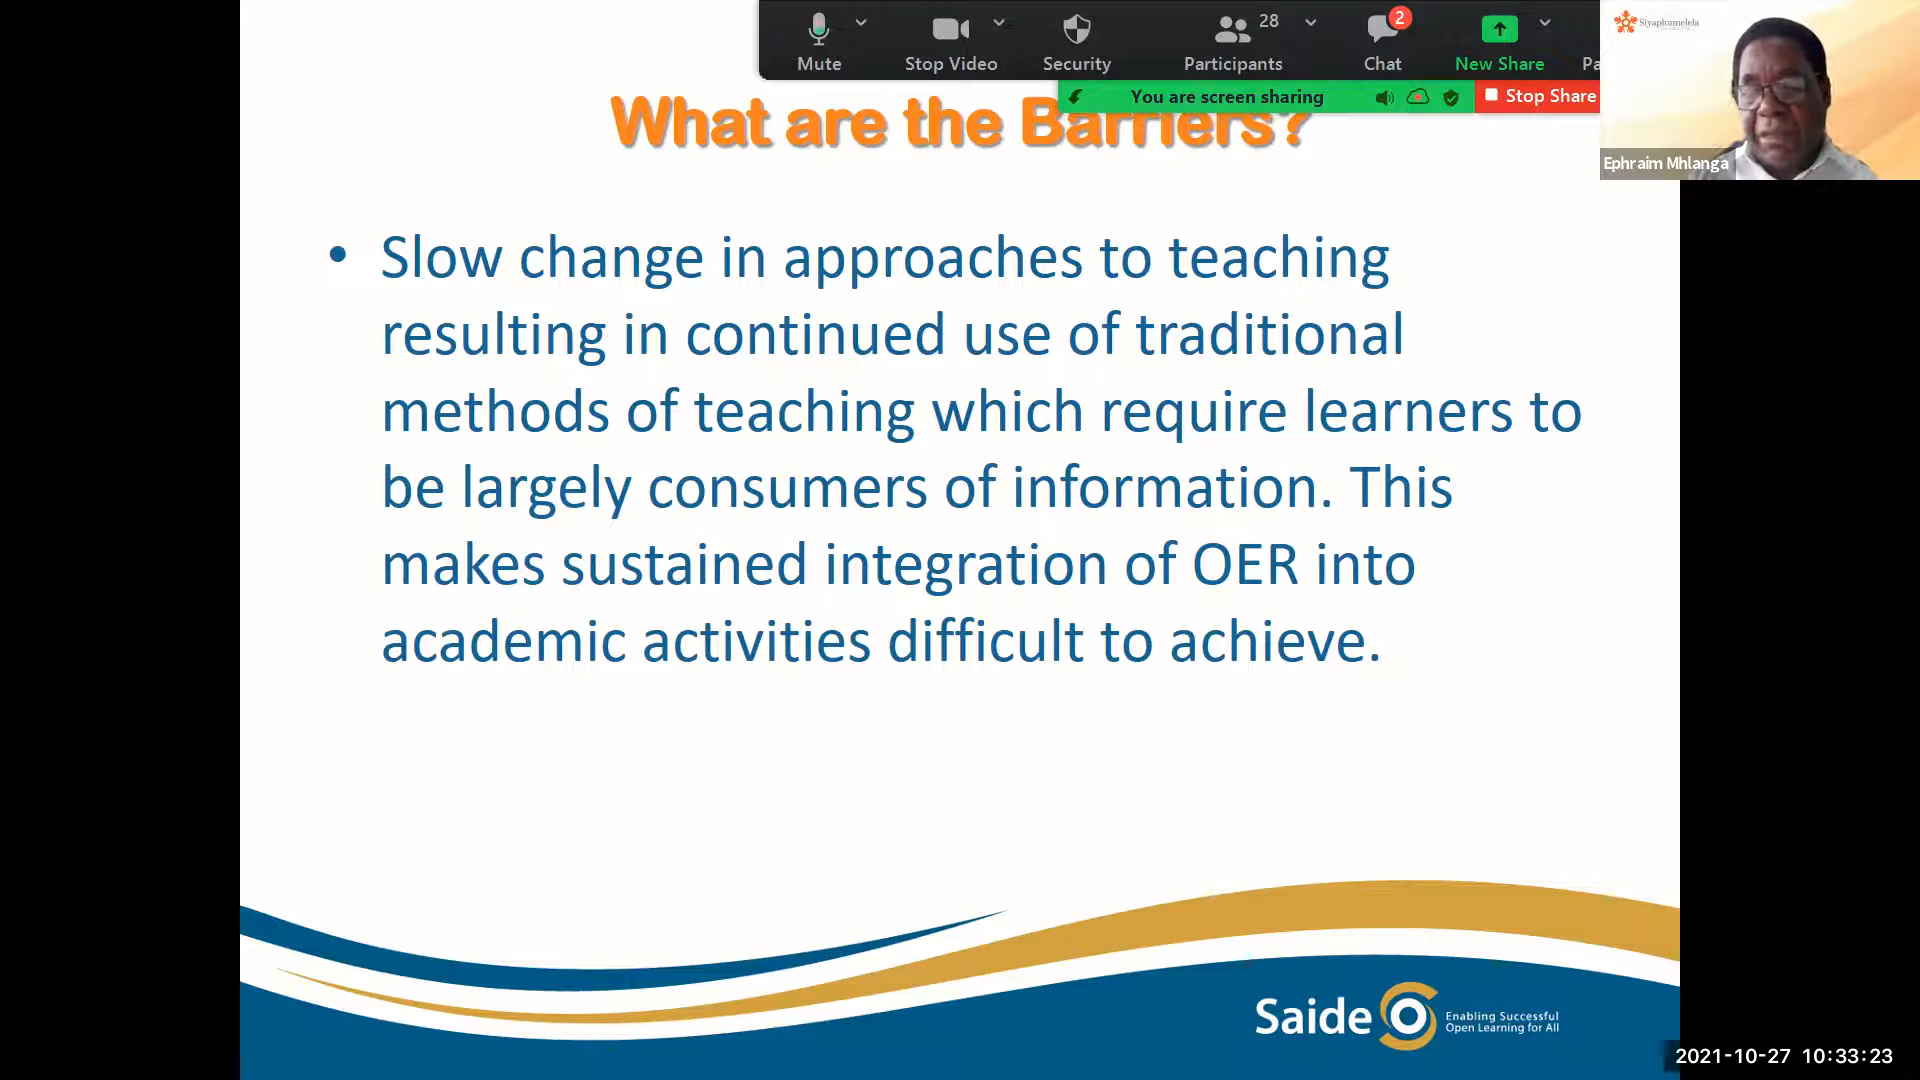 28
2
Mute
Stop Video
Security
Participants
Chat
New Share
Pa
You are screen sharing
Stop Share
Siyaphumelela
Ephraim Mhlanga
What are the Barriers?
• Slow change in approaches to teaching
resulting in continued use of traditional
methods of teaching which require learners to
be largely consumers of information. This
makes sustained integration of OER into
academic activities difficult to achieve.
Saide
Enabling Successful
Open Learning for All
2021-10-27 10:33:23